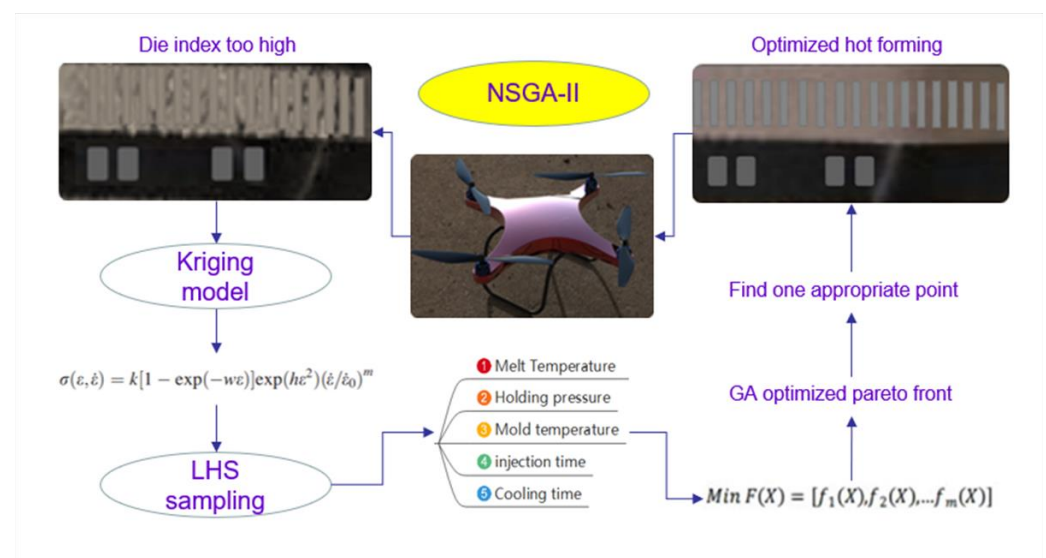 Die index too high
Optimized hot forming
NSGA-II
Kriging
model
σ(ε,ε̇) = k[1 − exp(−wε)]exp(hε²)(ε̇/ε̇₀)ᵐ
LHS
sampling
1 Melt Temperature
2 Holding pressure
3 Mold temperature
4 injection time
5 Cooling time
Min F(X) = [f₁(X),f₂(X),...fₘ(X)]
GA optimized pareto front
Find one appropriate point